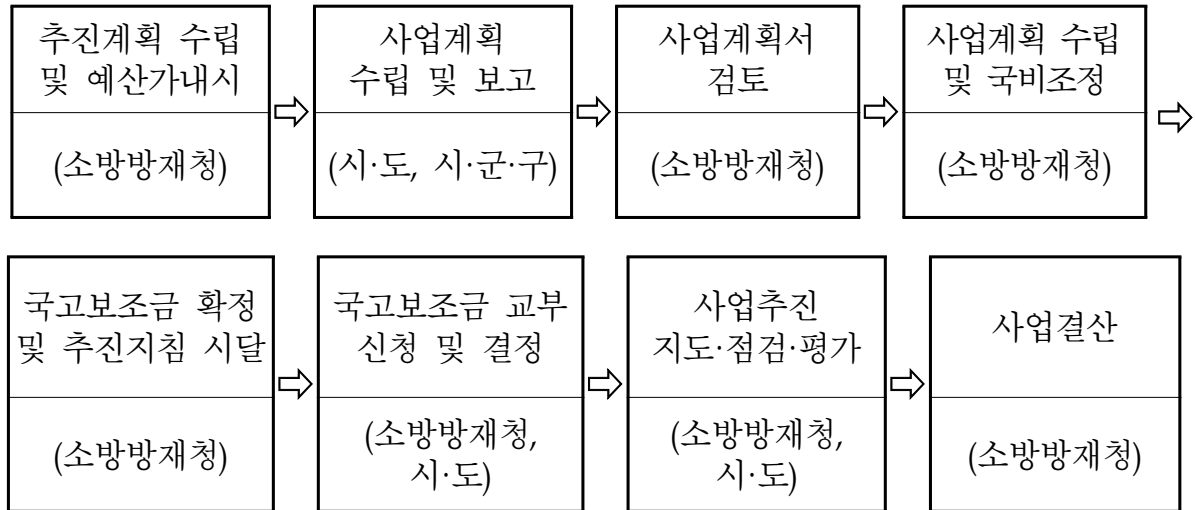 추진계획 수립
및 예산가내시
(소방방재청)
사업계획
수립 및 보고
(시·도, 시·군·구)
사업계획서
검토
(소방방재청)
사업계획 수립
및 국비조정
(소방방재청)
국고보조금 확정
및 추진지침 시달
(소방방재청)
국고보조금 교부
신청 및 결정
(소방방재청,
시·도)
사업추진
지도·점검·평가
(소방방재청,
시·도)
사업결산
(소방방재청)